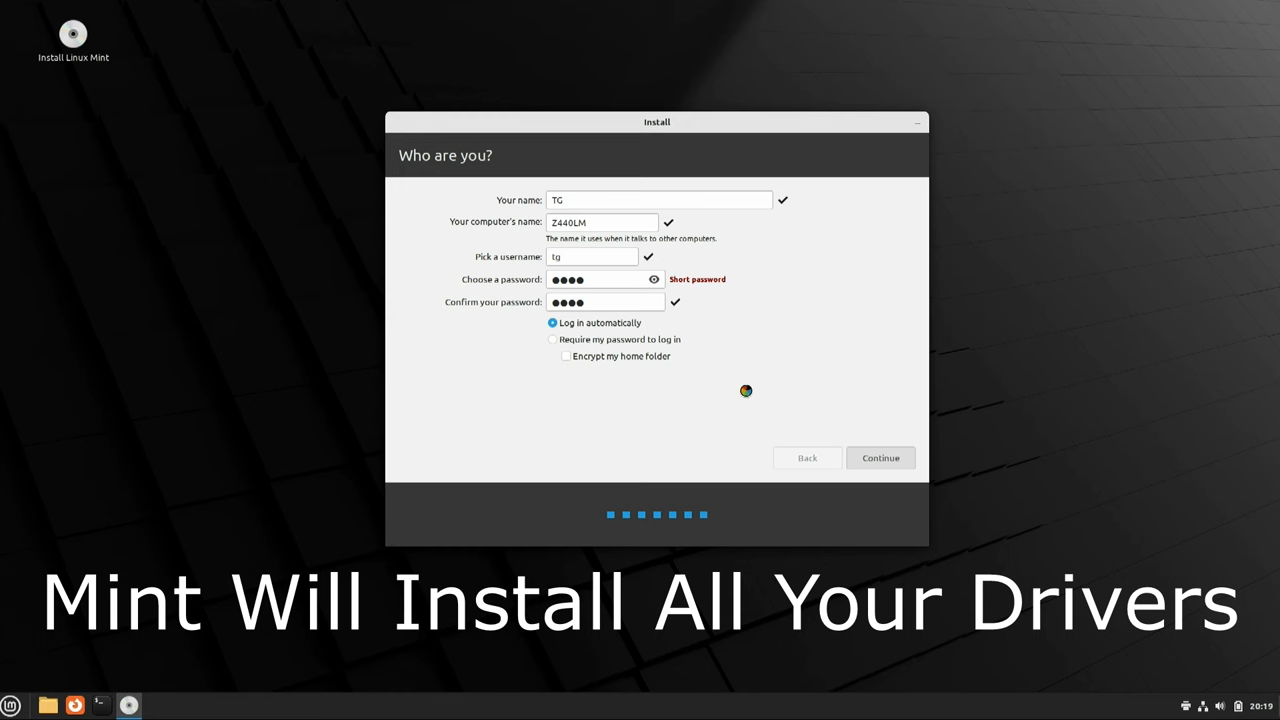 Install Linux Mint
Install
Who are you?
Your name: TG
Your computer's name: Z440LM
The name it uses when it talks to other computers.
Pick a username: tg
Choose a password: ●●●● Short password
Confirm your password: ●●●●
Log in automatically
Require my password to log in
Encrypt my home folder
Back Continue
Mint Will Install All Your Drivers
20:19